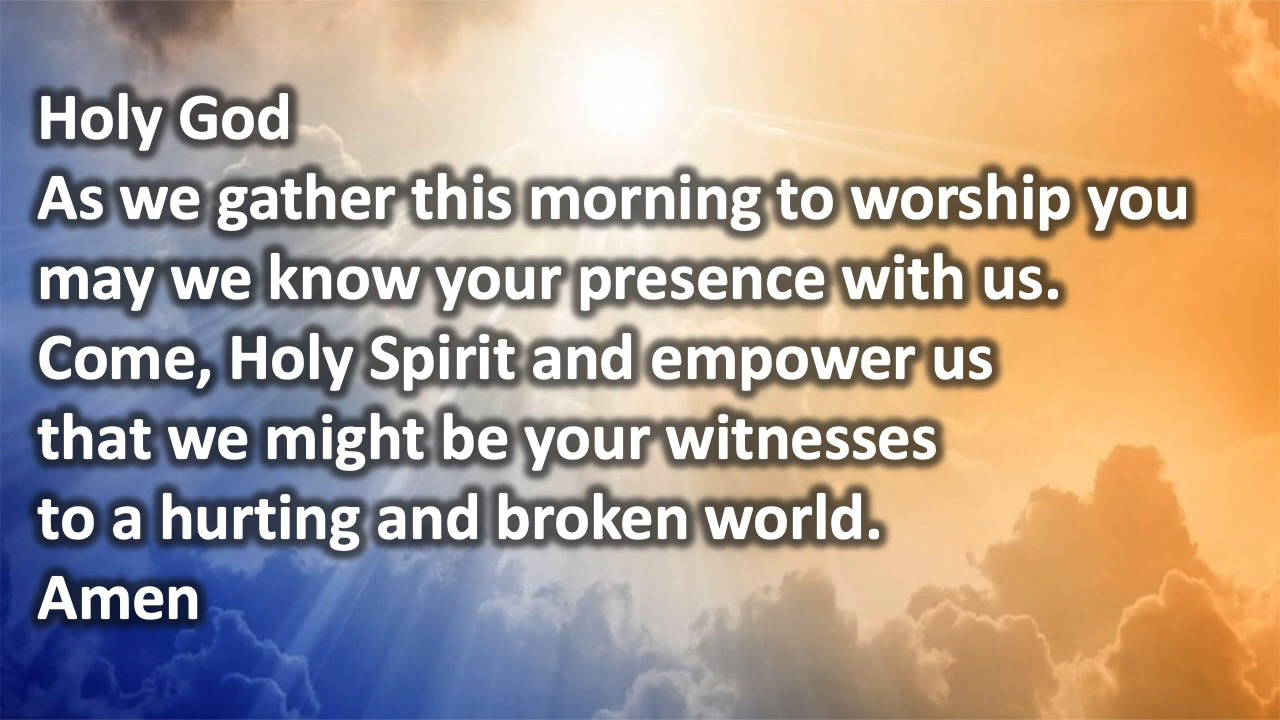 Holy God
As we gather this morning to worship you
may we know your presence with us.
Come, Holy Spirit and empower us
that we might be your witnesses
to a hurting and broken world.
Amen